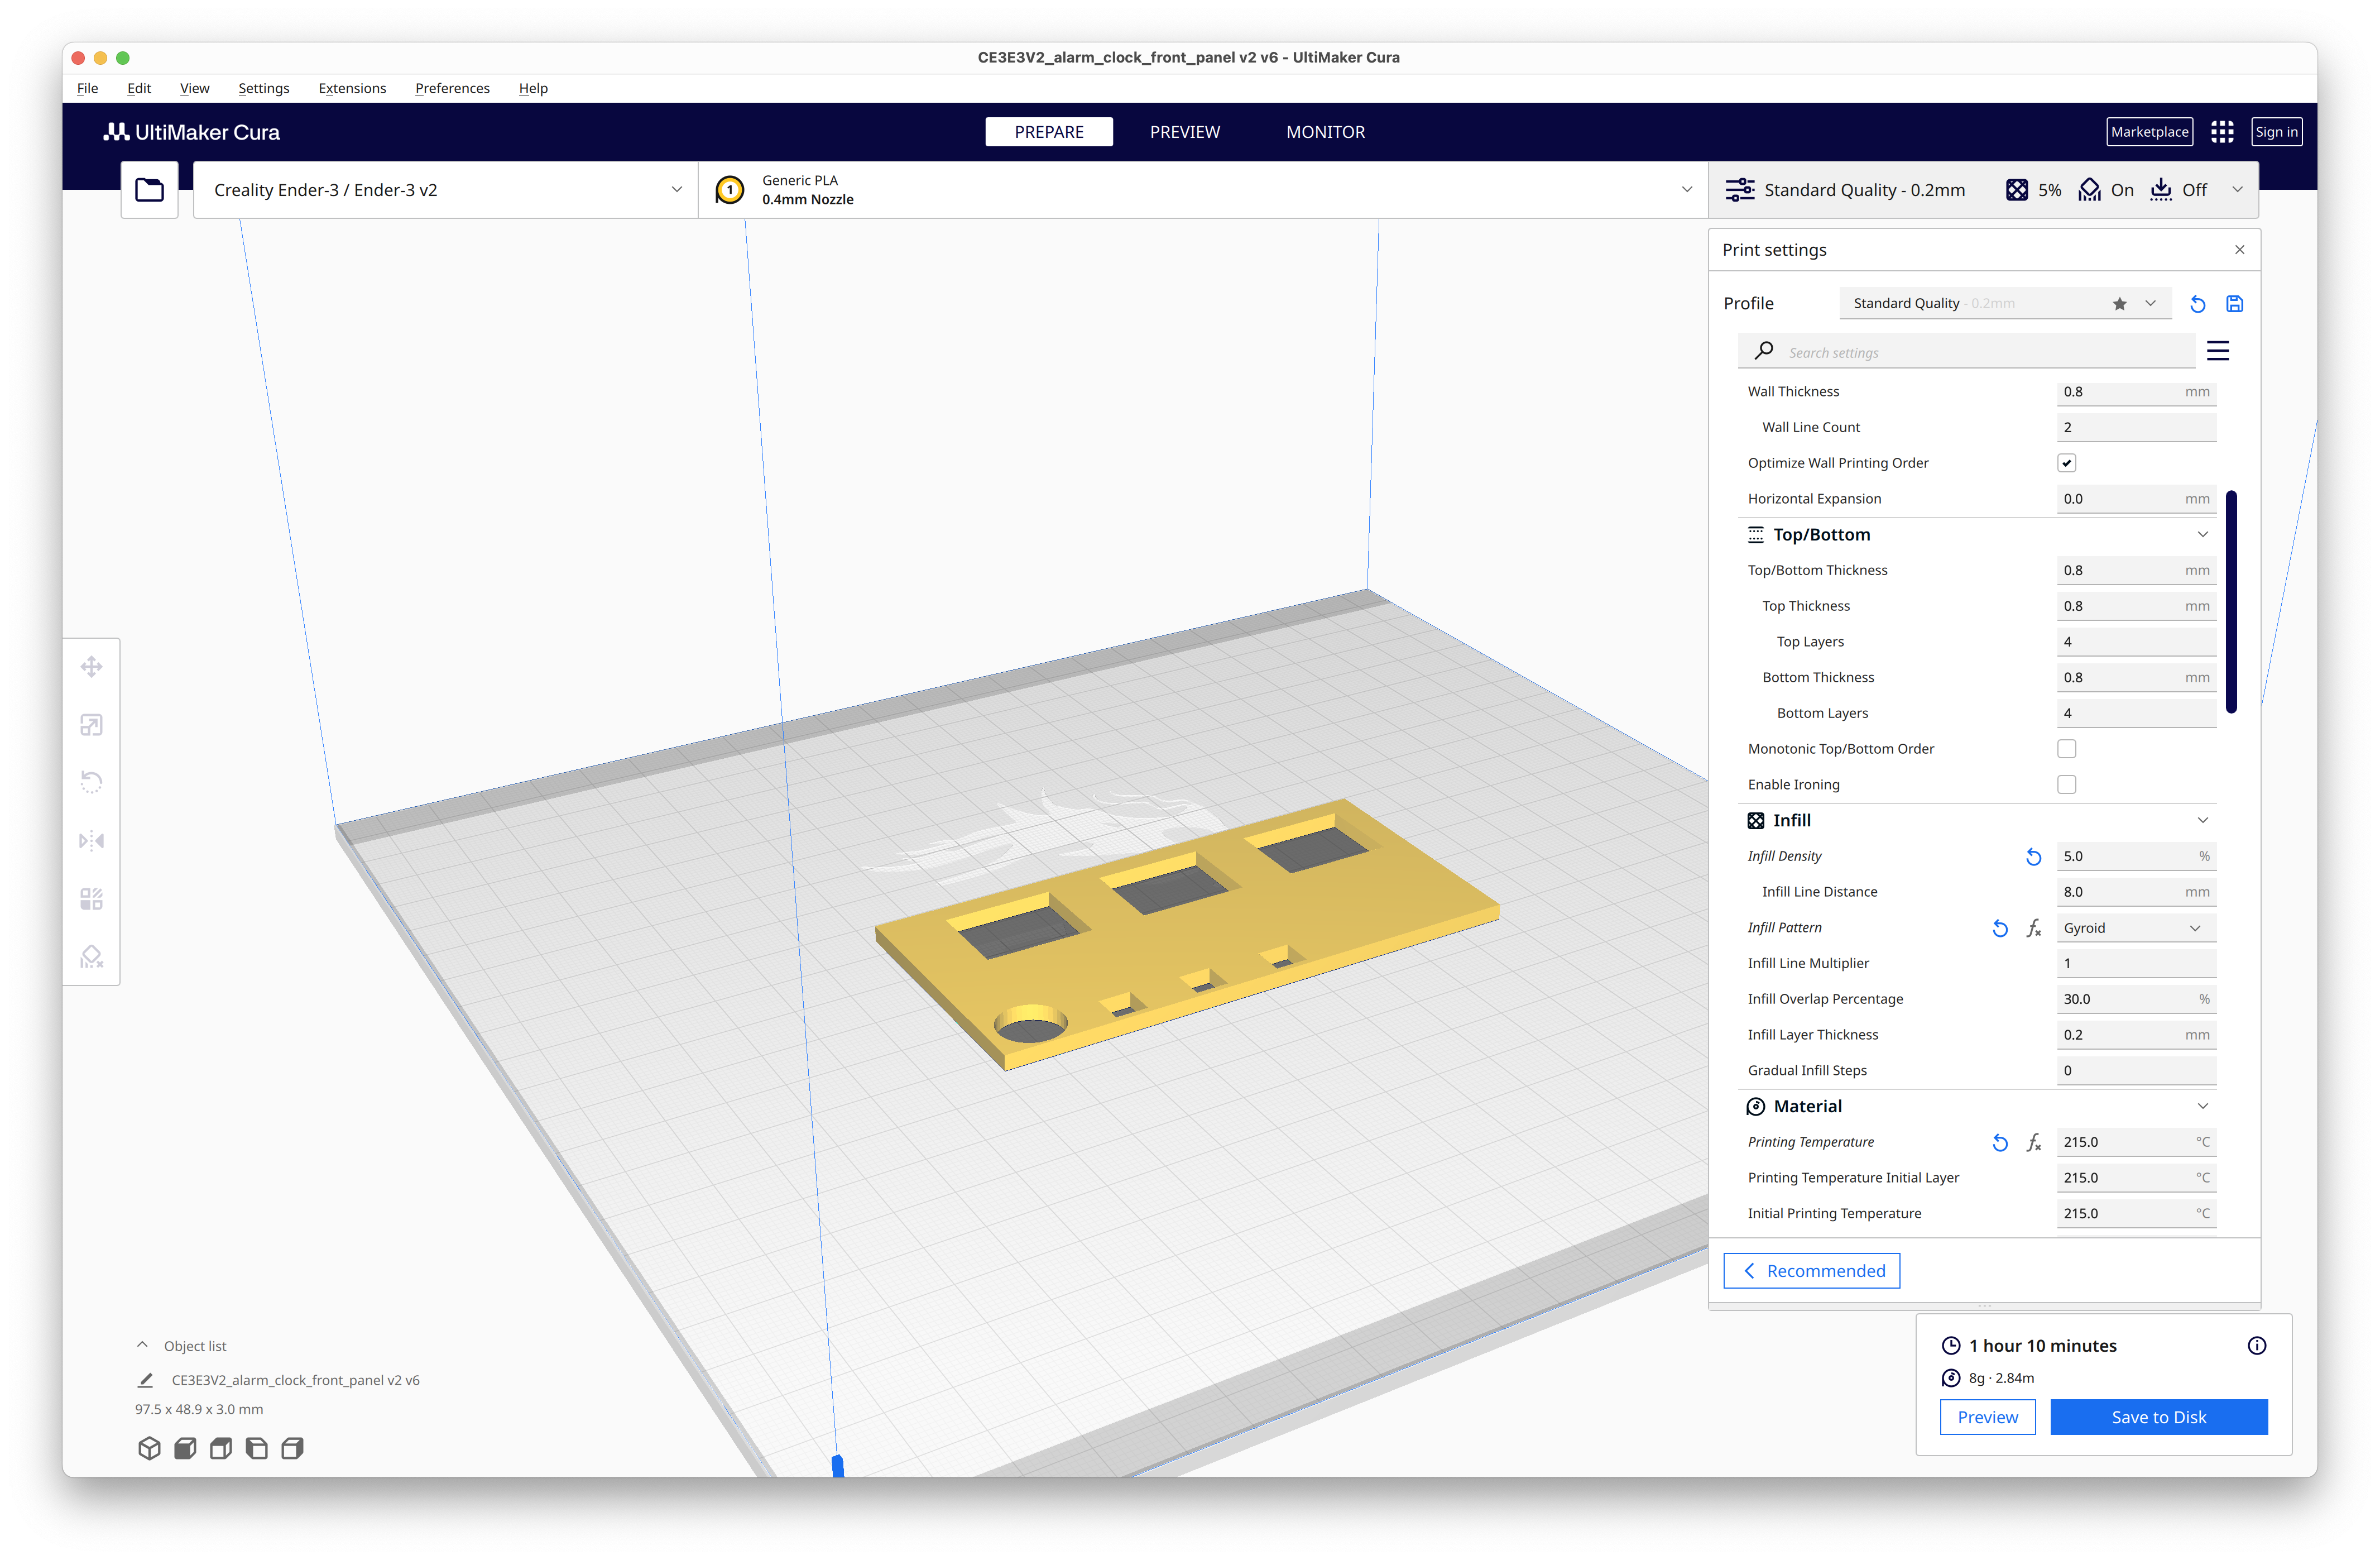 CE3E3V2_alarm_clock_front_panel v2 v6 - UltiMaker Cura
File Edit View Settings Extensions Preferences Help
UltiMaker Cura
PREPARE PREVIEW MONITOR
Marketplace Sign in
Creality Ender-3 / Ender-3 v2
1
Generic PLA
0.4mm Nozzle
Standard Quality - 0.2mm 5% On Off
Print settings
Profile Standard Quality - 0.2mm
Search settings
Wall Thickness 0.8 mm
Wall Line Count 2
Optimize Wall Printing Order
Horizontal Expansion 0.0 mm
Top/Bottom
Top/Bottom Thickness 0.8 mm
Top Thickness 0.8 mm
Top Layers 4
Bottom Thickness 0.8 mm
Bottom Layers 4
Monotonic Top/Bottom Order
Enable Ironing
Infill
Infill Density 5.0 %
Infill Line Distance 8.0 mm
Infill Pattern fx Gyroid
Infill Line Multiplier 1
Infill Overlap Percentage 30.0 %
Infill Layer Thickness 0.2 mm
Gradual Infill Steps 0
Material
Printing Temperature fx 215.0 °C
Printing Temperature Initial Layer 215.0 °C
Initial Printing Temperature 215.0 °C
Recommended
Object list
CE3E3V2_alarm_clock_front_panel v2 v6
97.5 x 48.9 x 3.0 mm
1 hour 10 minutes
8g · 2.84m
Preview Save to Disk